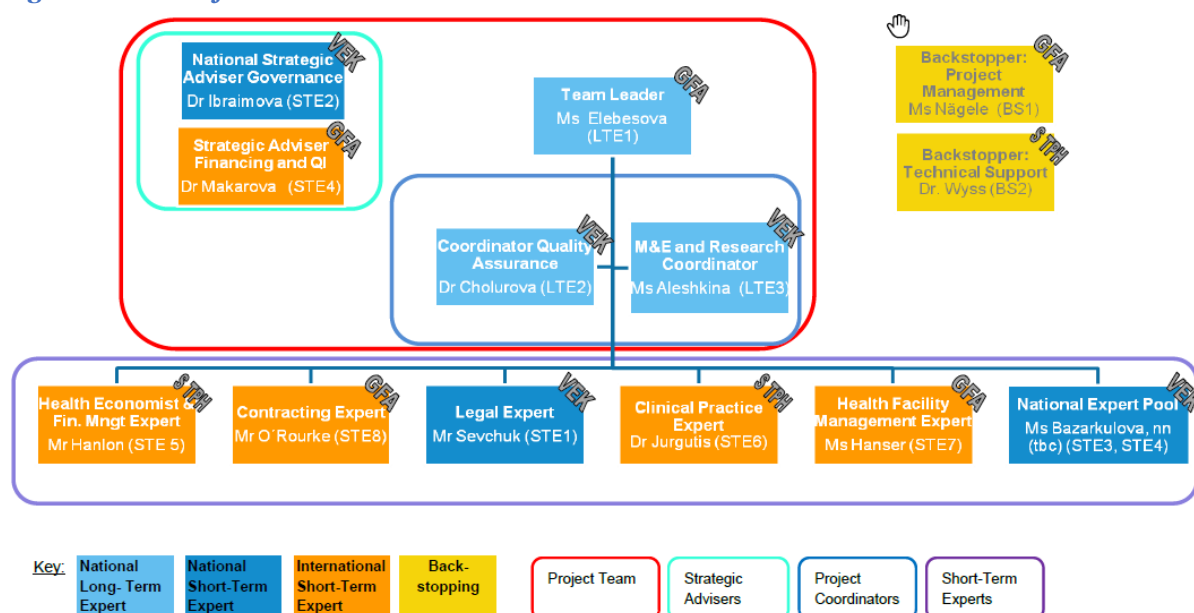 VEK
National Strategic
Adviser Governance
Dr Ibraimova (STE2)
GFA
Strategic Adviser
Financing and QI
Dr Makarova (STE4)
GFA
Team Leader
Ms Elebesova
(LTE1)
GFA
Backstopper:
Project
Management
Ms Nägele (BS1)
S TPH
Backstopper:
Technical Support
Dr. Wyss (BS2)
VEK
Coordinator Quality
Assurance
Dr Cholurova (LTE2)
VEK
M&E and Research
Coordinator
Ms Aleshkina (LTE3)
S TPH
Health Economist &
Fin. Mngt Expert
Mr Hanlon (STE 5)
GFA
Contracting Expert
Mr O´Rourke (STE8)
VEK
Legal Expert
Mr Sevchuk (STE1)
S TPH
Clinical Practice
Expert
Dr Jurgutis (STE6)
GFA
Health Facility
Management Expert
Ms Hanser (STE7)
VEK
National Expert Pool
Ms Bazarkulova, nn
(tbc) (STE3, STE4)
Key:
National
Long- Term
Expert
National
Short-Term
Expert
International
Short-Term
Expert
Back-
stopping
Project Team
Strategic
Advisers
Project
Coordinators
Short-Term
Experts